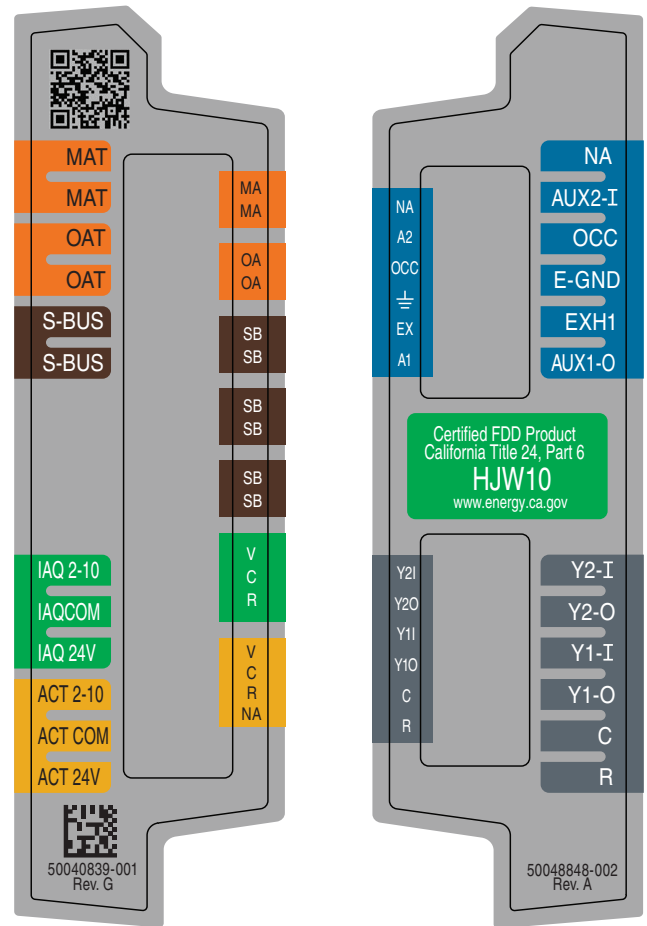 MAT
MAT
OAT
OAT
S-BUS
S-BUS
IAQ 2-10
IAQCOM
IAQ 24V
ACT 2-10
ACT COM
ACT 24V
MA
MA
OA
OA
SB
SB
SB
SB
SB
SB
V
C
R
V
C
R
NA
50040839-001
Rev. G
NA
A2
OCC
EX
A1
NA
AUX2-I
OCC
E-GND
EXH1
AUX1-O
Certified FDD Product
California Title 24, Part 6
HJW10
www.energy.ca.gov
Y2I
Y2O
Y1I
Y1O
C
R
Y2-I
Y2-O
Y1-I
Y1-O
C
R
50048848-002
Rev. A